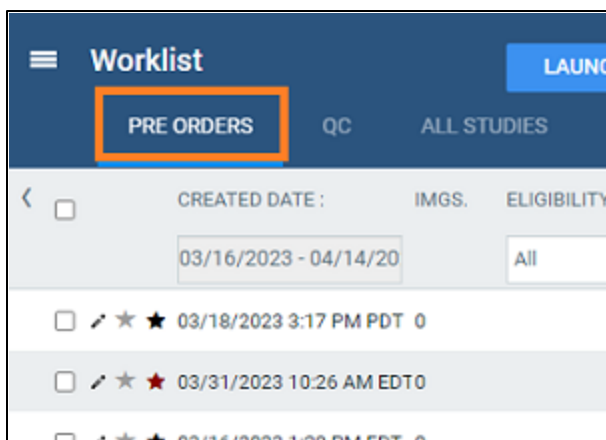 Worklist
PRE ORDERS QC ALL STUDIES
CREATED DATE : IMGS. ELIGIBILITY
03/16/2023 - 04/14/20 All
03/18/2023 3:17 PM PDT 0
03/31/2023 10:26 AM EDT0